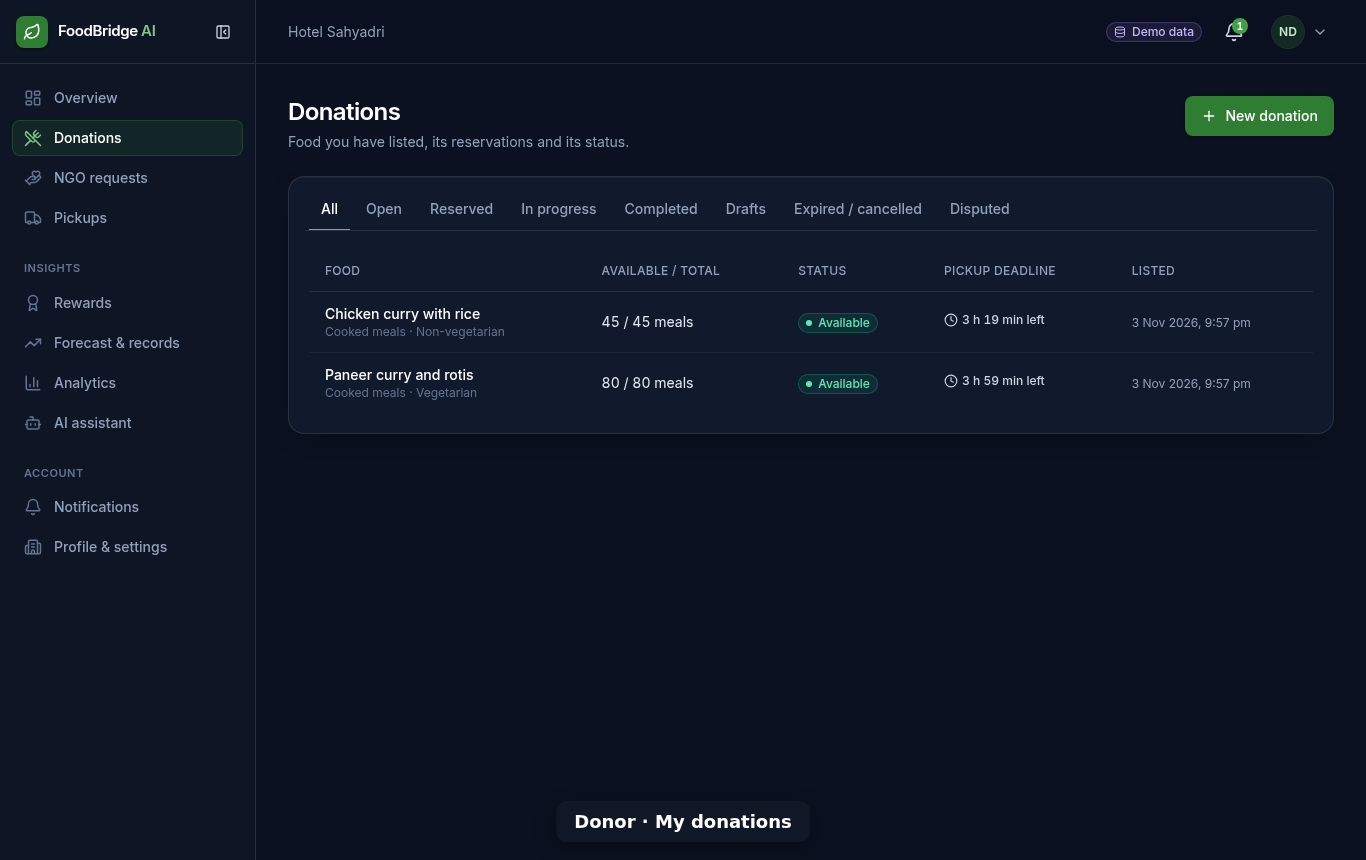 FoodBridge AI
Hotel Sahyadri
Demo data
1
ND
Overview
Donations
NGO requests
Pickups
INSIGHTS
Rewards
Forecast & records
Analytics
AI assistant
ACCOUNT
Notifications
Profile & settings
Donations
Food you have listed, its reservations and its status.
New donation
All Open Reserved In progress Completed Drafts Expired / cancelled Disputed
FOOD AVAILABLE / TOTAL STATUS PICKUP DEADLINE LISTED
Chicken curry with rice
Cooked meals · Non-vegetarian
45 / 45 meals Available 3 h 19 min left 3 Nov 2026, 9:57 pm
Paneer curry and rotis
Cooked meals · Vegetarian
80 / 80 meals Available 3 h 59 min left 3 Nov 2026, 9:57 pm
Donor · My donations